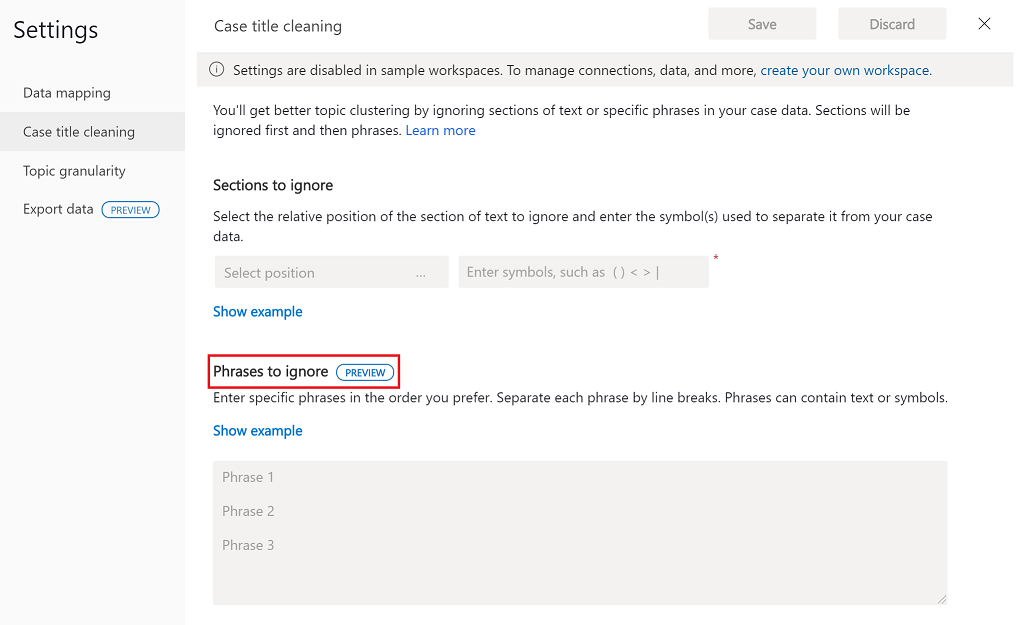 Settings
Data mapping
Case title cleaning
Topic granularity
Export data PREVIEW
Case title cleaning
Save
Discard
Settings are disabled in sample workspaces. To manage connections, data, and more, create your own workspace.
You'll get better topic clustering by ignoring sections of text or specific phrases in your case data. Sections will be
ignored first and then phrases. Learn more
Sections to ignore
Select the relative position of the section of text to ignore and enter the symbol(s) used to separate it from your case
data.
Select position ... Enter symbols, such as ( ) < > | *
Show example
Phrases to ignore PREVIEW
Enter specific phrases in the order you prefer. Separate each phrase by line breaks. Phrases can contain text or symbols.
Show example
Phrase 1
Phrase 2
Phrase 3